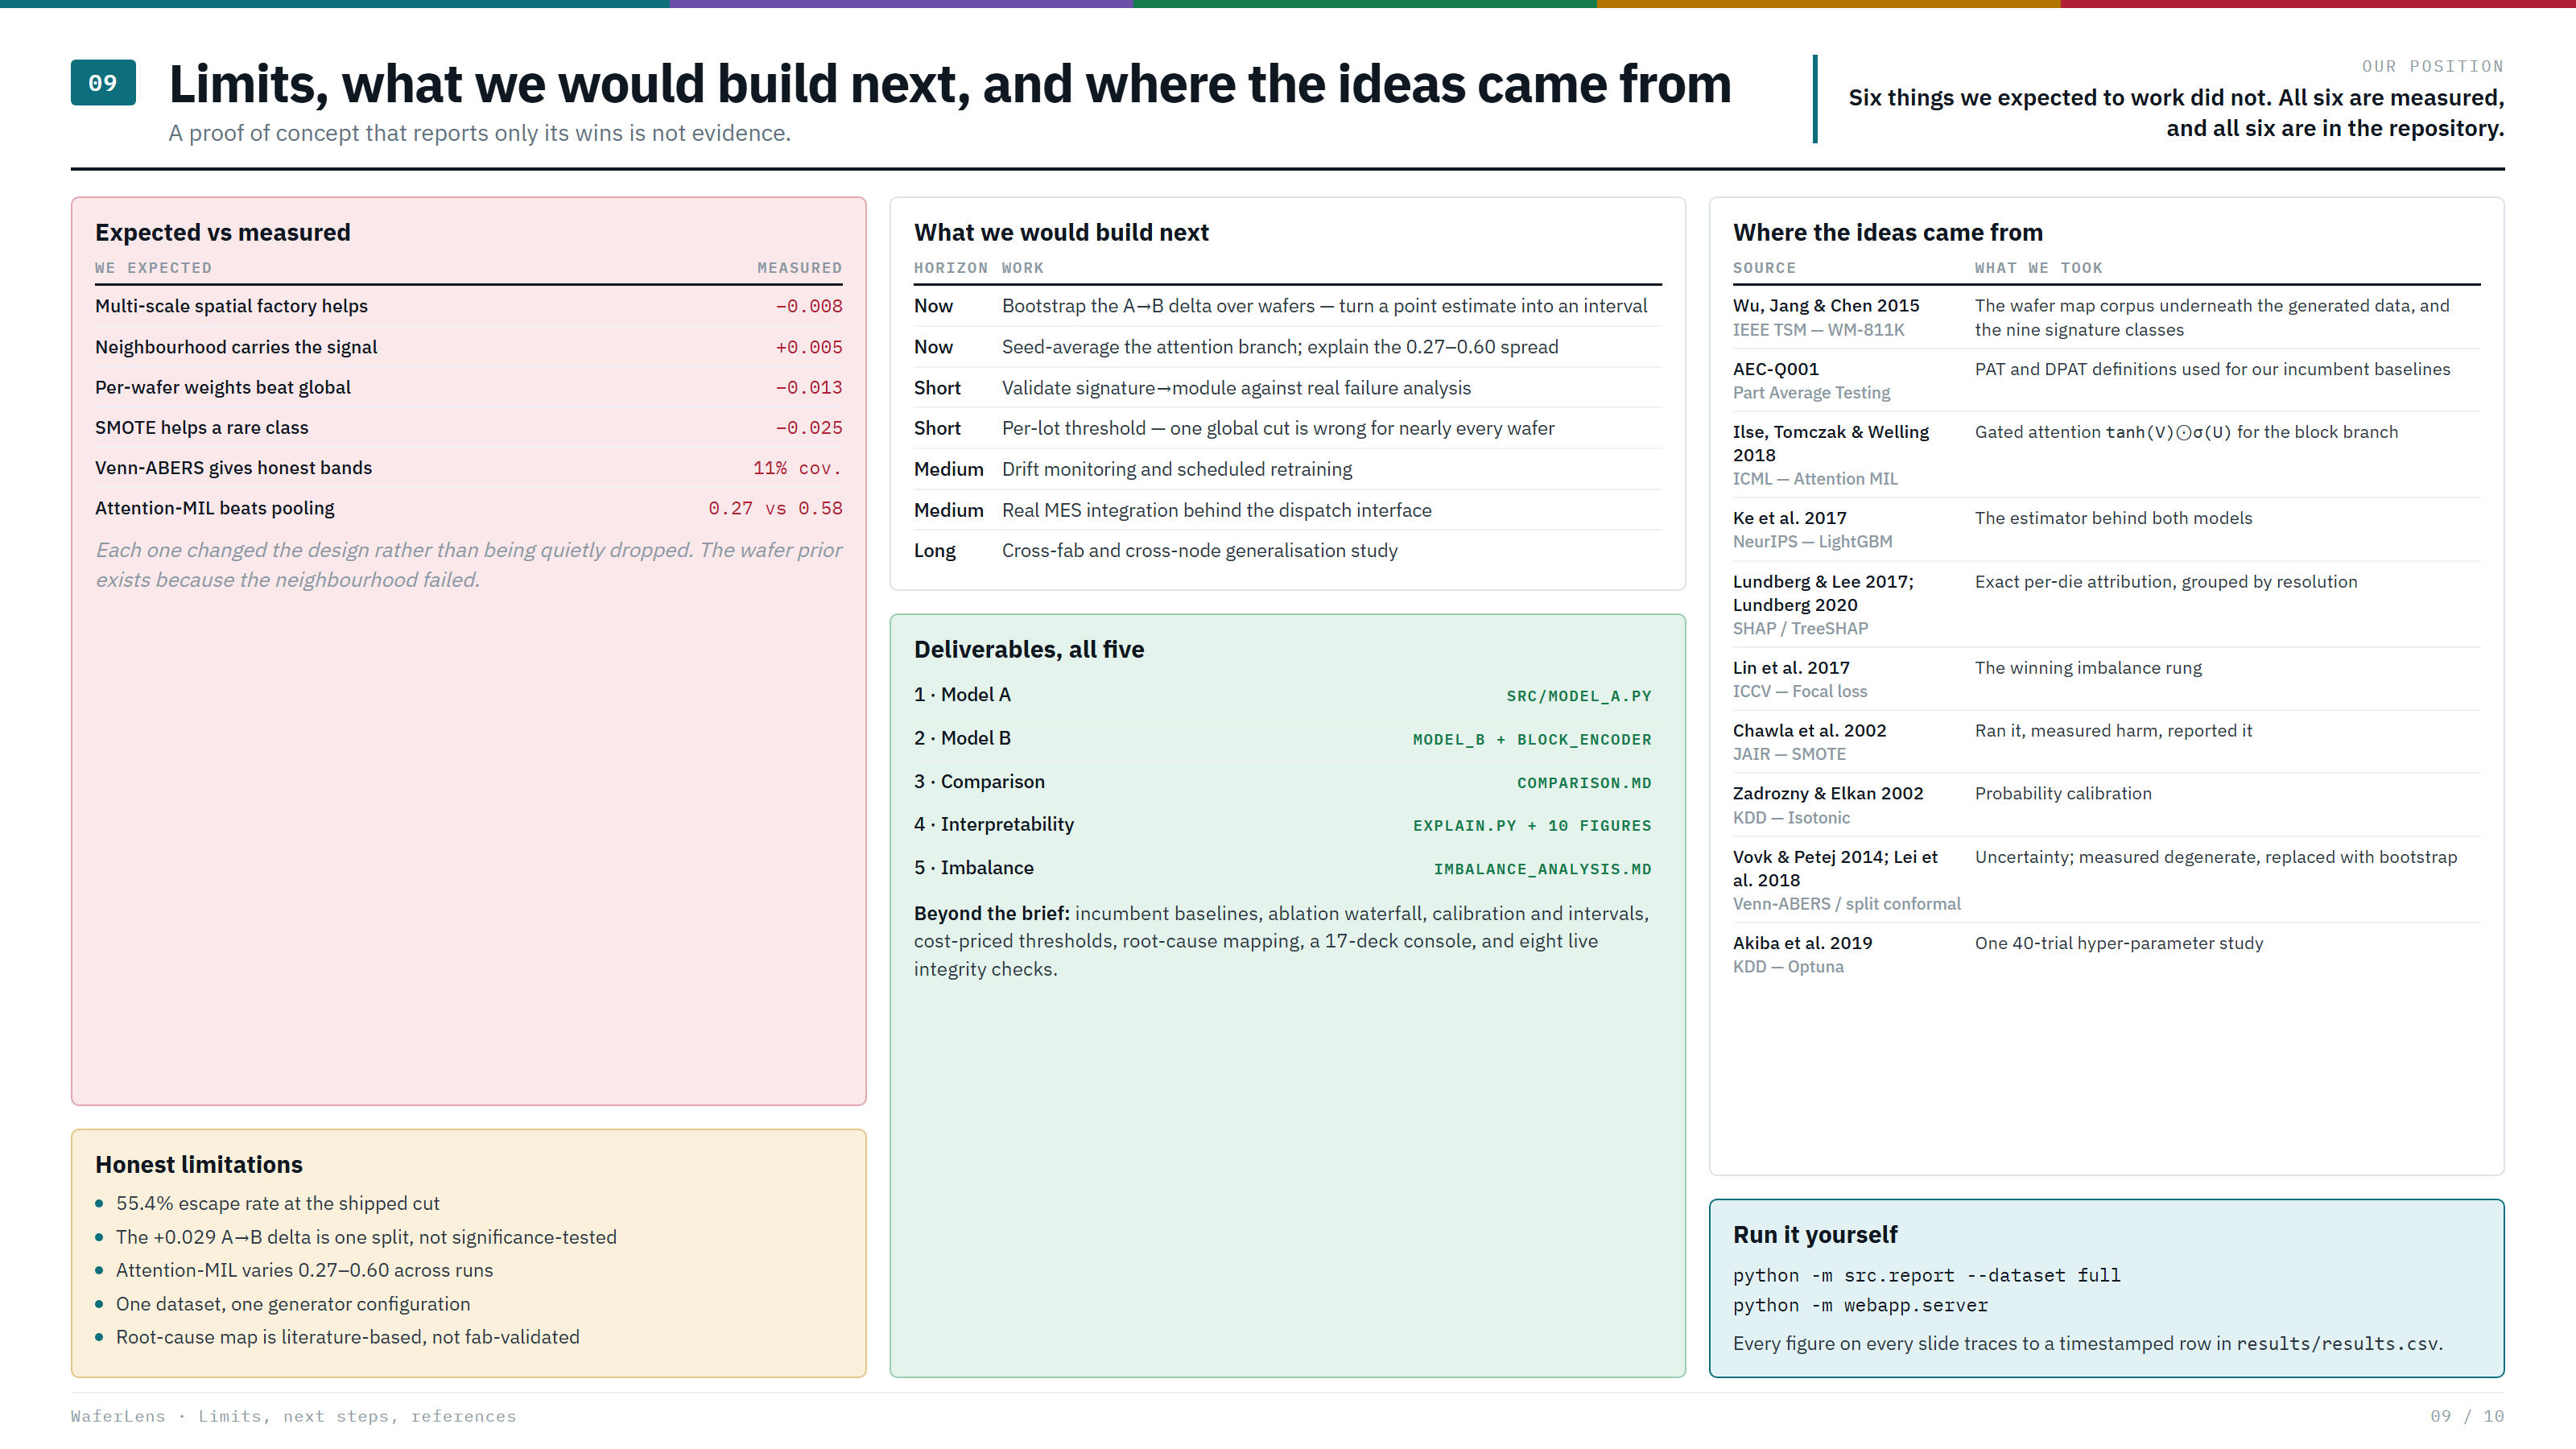 09
Limits, what we would build next, and where the ideas came from
A proof of concept that reports only its wins is not evidence.
OUR POSITION
Six things we expected to work did not. All six are measured,
and all six are in the repository.
Expected vs measured
WE EXPECTED MEASURED
Multi-scale spatial factory helps −0.008
Neighbourhood carries the signal +0.005
Per-wafer weights beat global −0.013
SMOTE helps a rare class −0.025
Venn-ABERS gives honest bands 11% cov.
Attention-MIL beats pooling 0.27 vs 0.58
Each one changed the design rather than being quietly dropped. The wafer prior
exists because the neighbourhood failed.
Honest limitations
• 55.4% escape rate at the shipped cut
• The +0.029 A→B delta is one split, not significance-tested
• Attention-MIL varies 0.27–0.60 across runs
• One dataset, one generator configuration
• Root-cause map is literature-based, not fab-validated
What we would build next
HORIZON WORK
Now Bootstrap the A→B delta over wafers — turn a point estimate into an interval
Now Seed-average the attention branch; explain the 0.27–0.60 spread
Short Validate signature→module against real failure analysis
Short Per-lot threshold — one global cut is wrong for nearly every wafer
Medium Drift monitoring and scheduled retraining
Medium Real MES integration behind the dispatch interface
Long Cross-fab and cross-node generalisation study
Deliverables, all five
1 · Model A SRC/MODEL_A.PY
2 · Model B MODEL_B + BLOCK_ENCODER
3 · Comparison COMPARISON.MD
4 · Interpretability EXPLAIN.PY + 10 FIGURES
5 · Imbalance IMBALANCE_ANALYSIS.MD
Beyond the brief: incumbent baselines, ablation waterfall, calibration and intervals,
cost-priced thresholds, root-cause mapping, a 17-deck console, and eight live
integrity checks.
Where the ideas came from
SOURCE WHAT WE TOOK
Wu, Jang & Chen 2015 The wafer map corpus underneath the generated data, and
IEEE TSM — WM-811K the nine signature classes
AEC-Q001 PAT and DPAT definitions used for our incumbent baselines
Part Average Testing
Ilse, Tomczak & Welling Gated attention tanh(V)⊙σ(U) for the block branch
2018
ICML — Attention MIL
Ke et al. 2017 The estimator behind both models
NeurIPS — LightGBM
Lundberg & Lee 2017; Exact per-die attribution, grouped by resolution
Lundberg 2020
SHAP / TreeSHAP
Lin et al. 2017 The winning imbalance rung
ICCV — Focal loss
Chawla et al. 2002 Ran it, measured harm, reported it
JAIR — SMOTE
Zadrozny & Elkan 2002 Probability calibration
KDD — Isotonic
Vovk & Petej 2014; Lei et Uncertainty; measured degenerate, replaced with bootstrap
al. 2018
Venn-ABERS / split conformal
Akiba et al. 2019 One 40-trial hyper-parameter study
KDD — Optuna
Run it yourself
python -m src.report --dataset full
python -m webapp.server
Every figure on every slide traces to a timestamped row in results/results.csv.
WaferLens · Limits, next steps, references
09 / 10